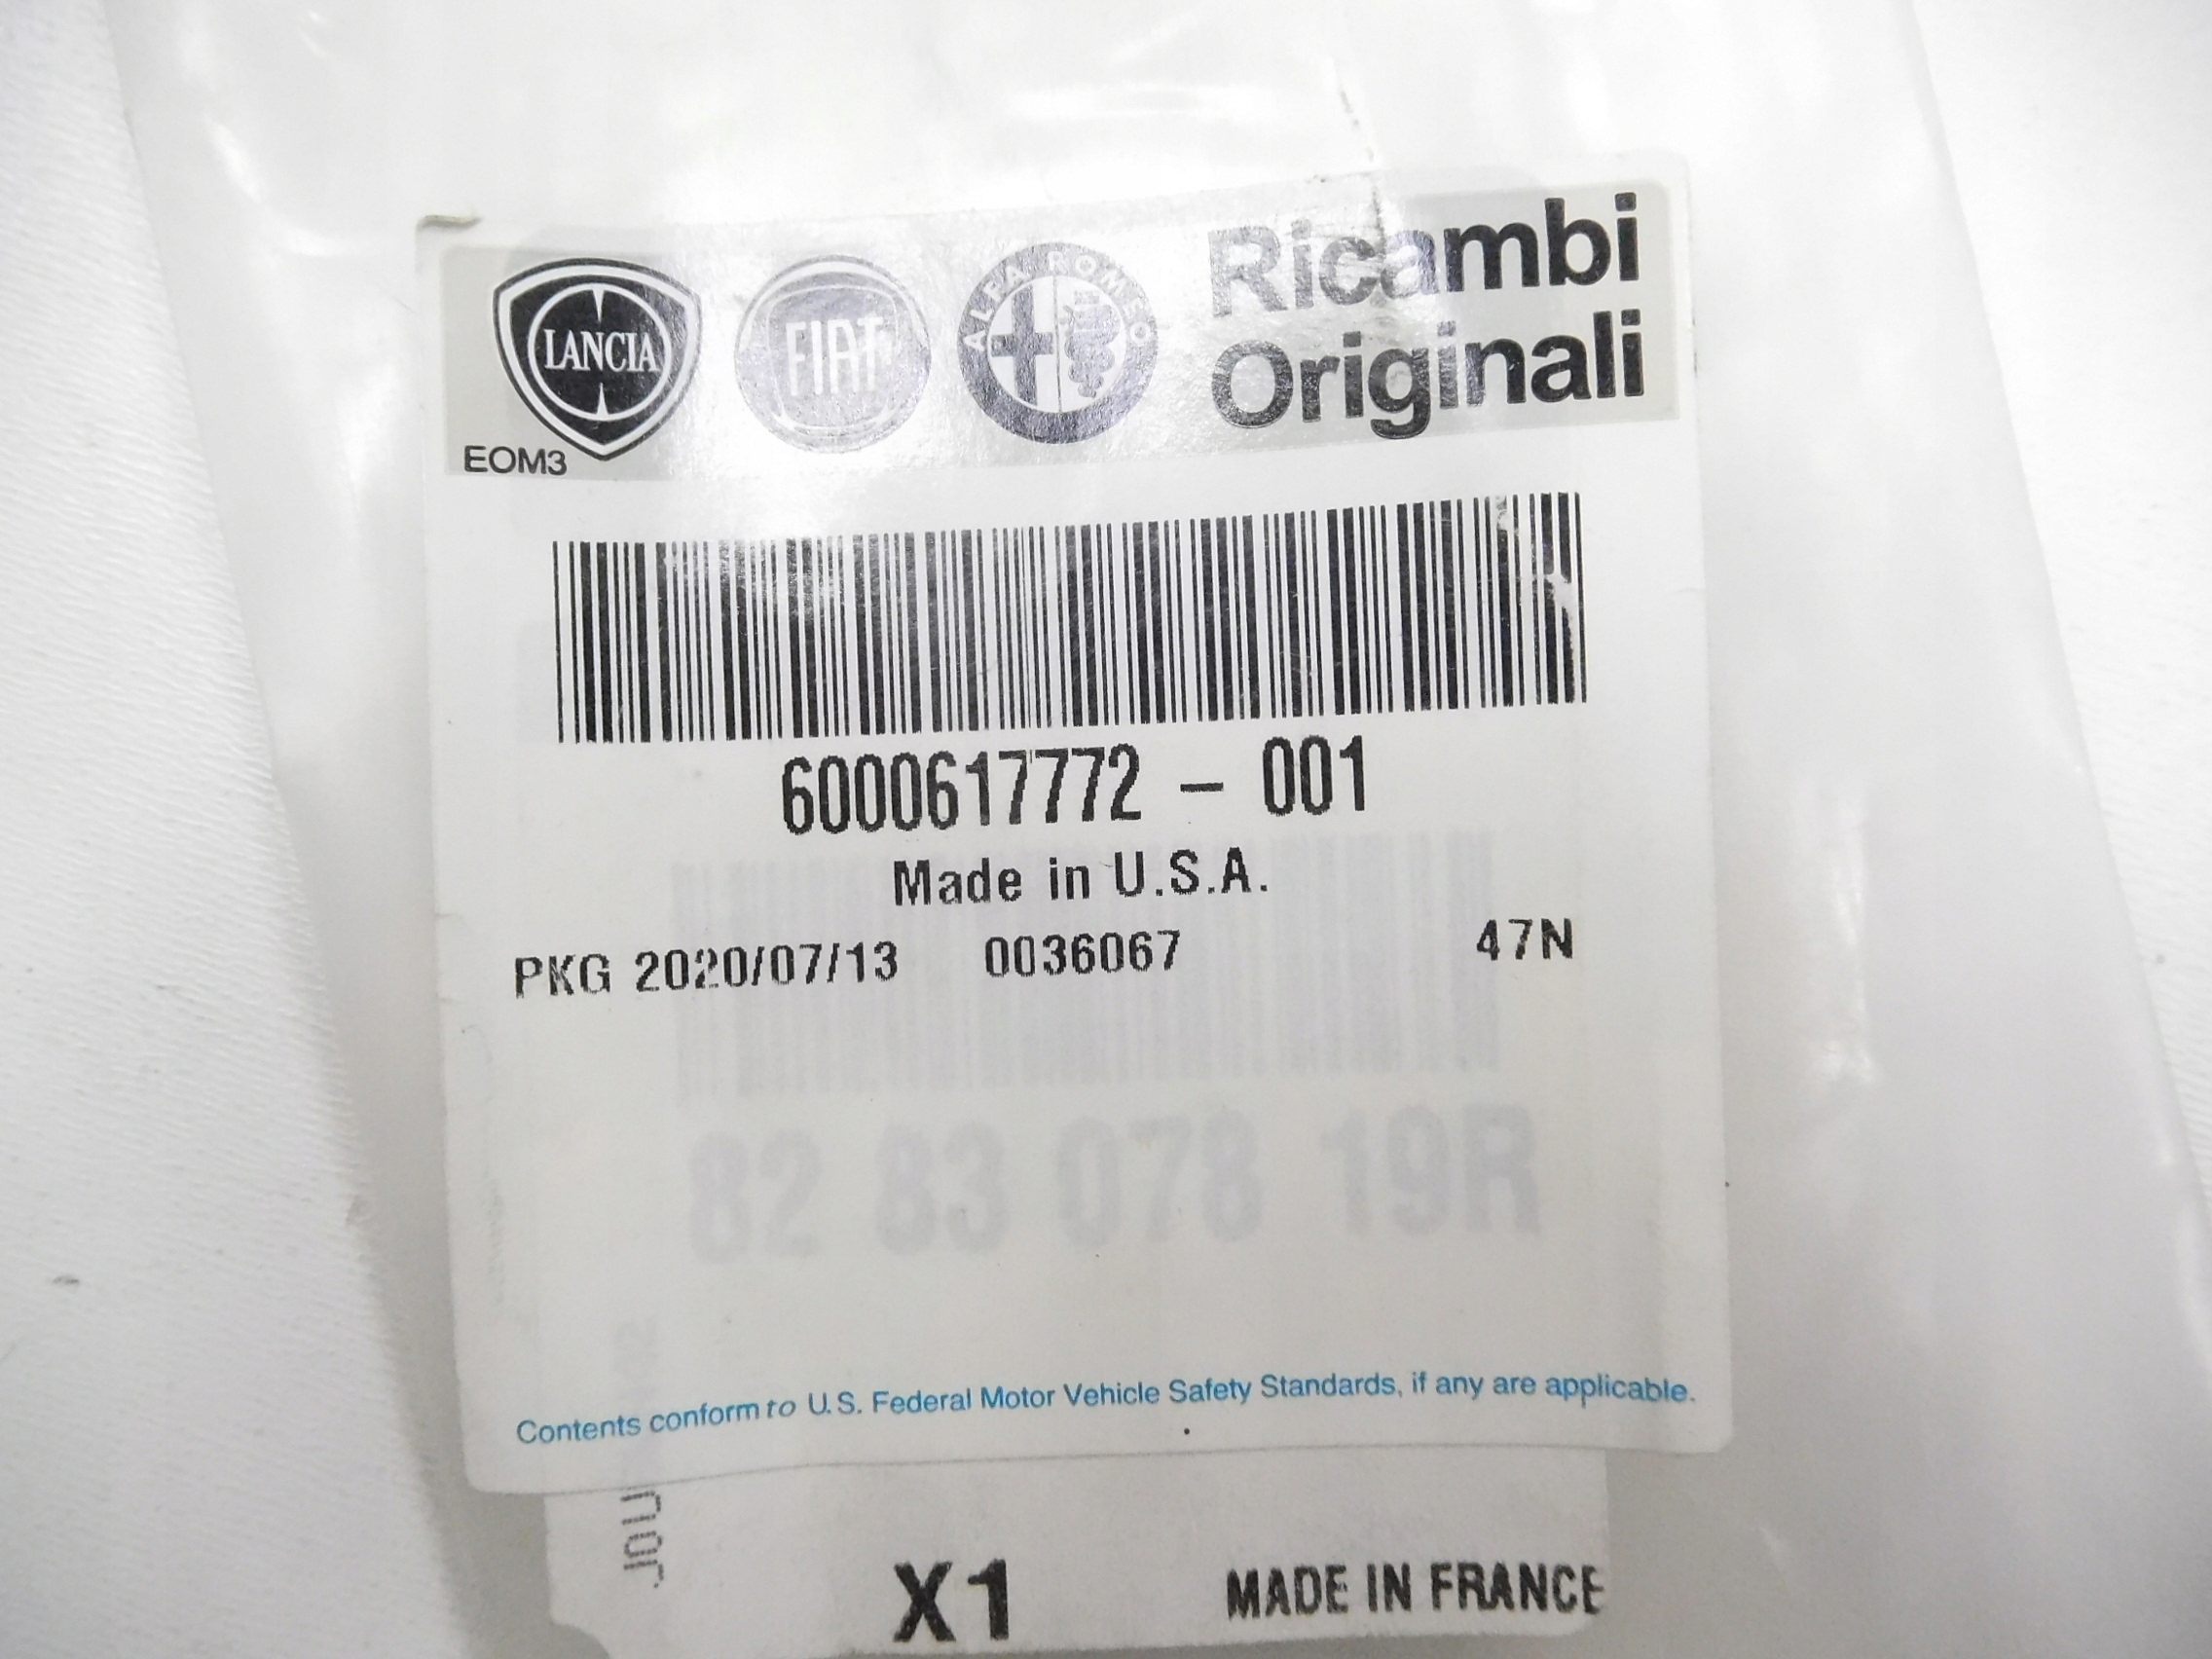 LANCIA
FIAT
ALFA ROMEO
Ricambi
Originali
EOM3
6000617772 - 001
Made in U.S.A.
PKG 2020/07/13 0036067 47N
82 83 078 19R
Contents conform to U.S. Federal Motor Vehicle Safety Standards, if any are applicable.
X1 MADE IN FRANCE